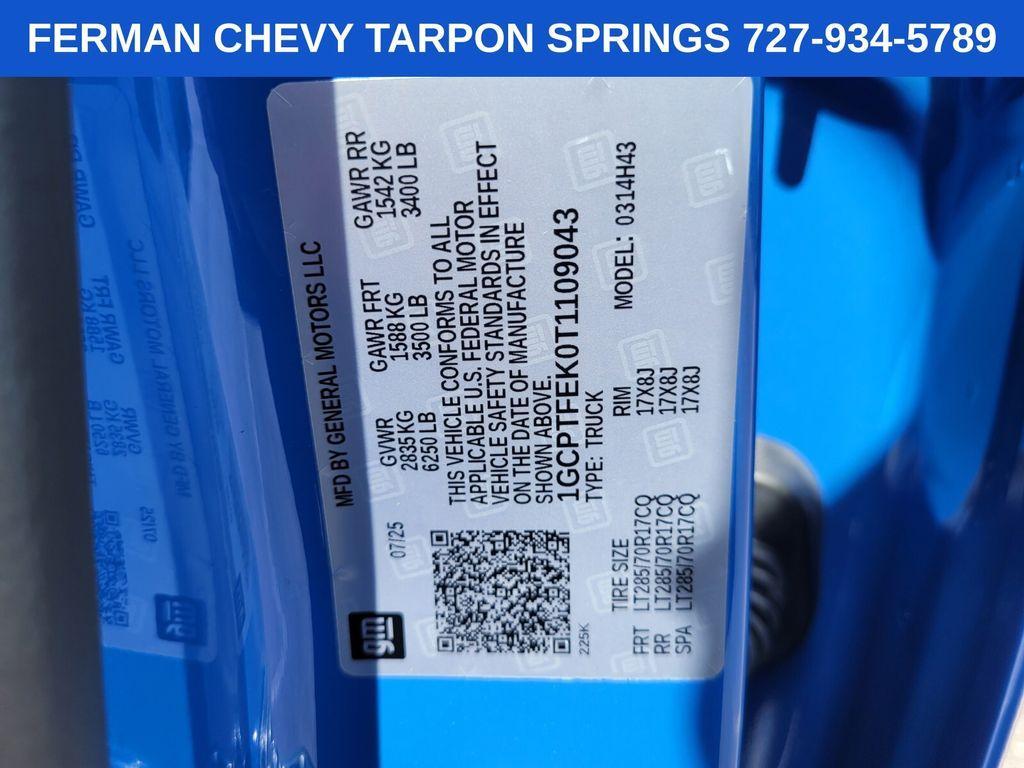 FERMAN CHEVY TARPON SPRINGS 727-934-5789
MFD BY GENERAL MOTORS LLC
gm
07/25
GVWR GAWR FRT GAWR RR
2835 KG 1588 KG 1542 KG
6250 LB 3500 LB 3400 LB
THIS VEHICLE CONFORMS TO ALL
APPLICABLE U.S. FEDERAL MOTOR
VEHICLE SAFETY STANDARDS IN EFFECT
ON THE DATE OF MANUFACTURE
SHOWN ABOVE.
1GCPTFEK0T1109043
TYPE: TRUCK
225K
TIRE SIZE RIM MODEL: 0314H43
FRT LT285/70R17CQ 17X8J
RR LT285/70R17CQ 17X8J
SPA LT285/70R17CQ 17X8J